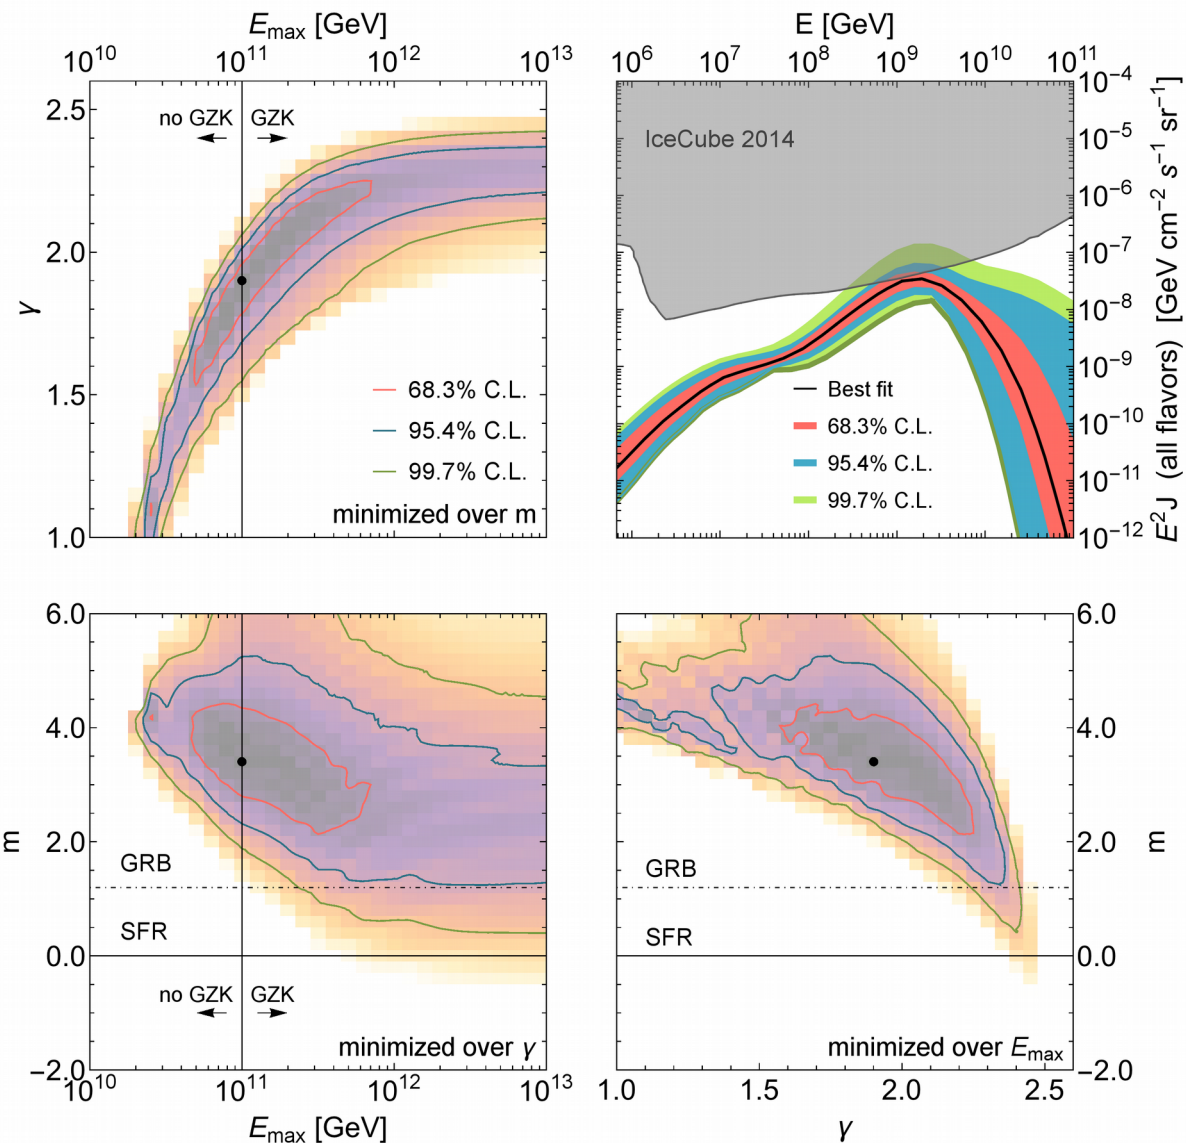 E_max [GeV]
10^10 10^11 10^12 10^13
2.5
2.0
1.5
1.0
γ
no GZK GZK
68.3% C.L.
95.4% C.L.
99.7% C.L.
minimized over m
E [GeV]
10^6 10^7 10^8 10^9 10^10 10^11
IceCube 2014
10^−4
10^−5
10^−6
10^−7
10^−8
10^−9
10^−10
10^−11
10^−12
E^2 J (all flavors) [GeV cm^−2 s^−1 sr^−1]
Best fit
68.3% C.L.
95.4% C.L.
99.7% C.L.
6.0
4.0
2.0
0.0
−2.0
m
GRB
SFR
no GZK GZK
minimized over γ
10^10 10^11 10^12 10^13
E_max [GeV]
6.0
4.0
2.0
0.0
−2.0
m
GRB
SFR
minimized over E_max
1.0 1.5 2.0 2.5
γ